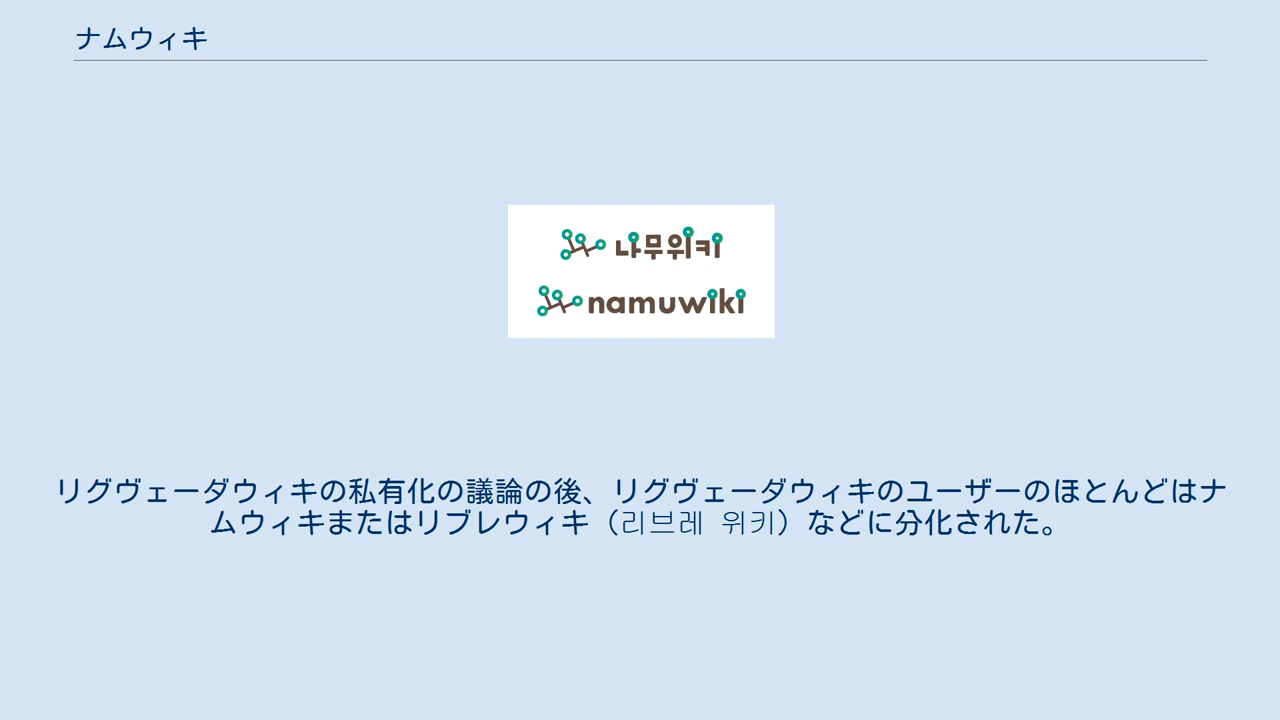 ナムウィキ
나무위키
namuwiki
リグヴェーダウィキの私有化の議論の後、リグヴェーダウィキのユーザーのほとんどはナ
ムウィキまたはリブレウィキ（리브레 위키）などに分化された。